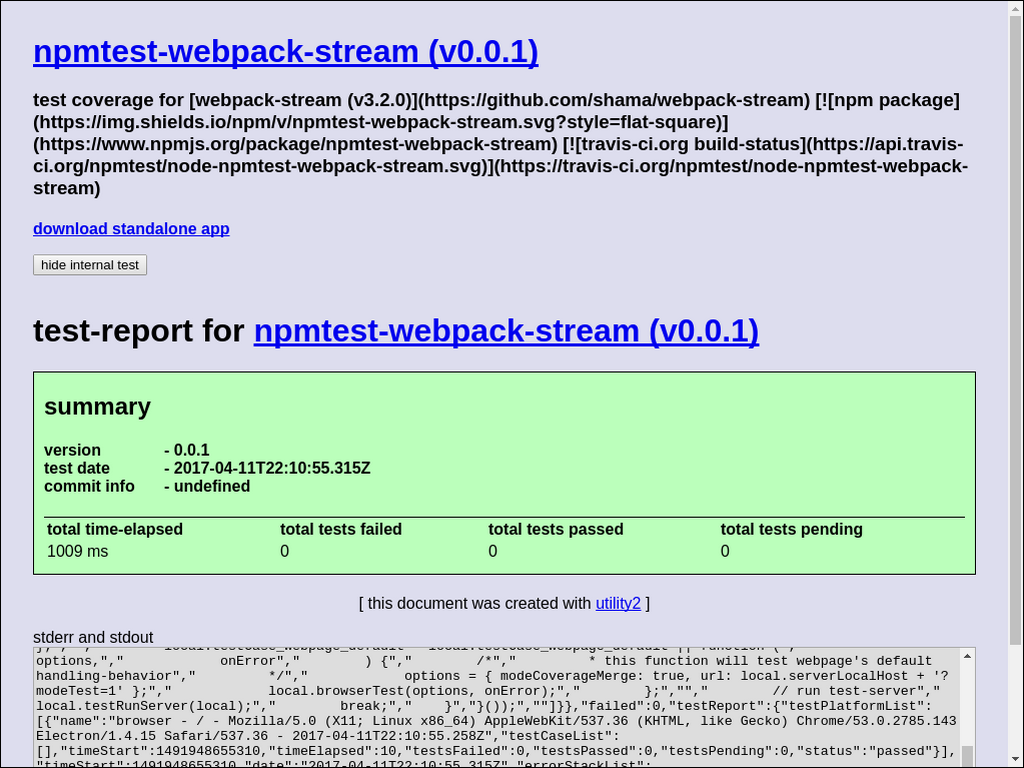 npmtest-webpack-stream (v0.0.1)
test coverage for [webpack-stream (v3.2.0)](https://github.com/shama/webpack-stream) [![npm package]
(https://img.shields.io/npm/v/npmtest-webpack-stream.svg?style=flat-square)]
(https://www.npmjs.org/package/npmtest-webpack-stream) [![travis-ci.org build-status](https://api.travis-
ci.org/npmtest/node-npmtest-webpack-stream.svg)](https://travis-ci.org/npmtest/node-npmtest-webpack-
stream)
download standalone app
hide internal test
test-report for npmtest-webpack-stream (v0.0.1)
summary
version - 0.0.1
test date - 2017-04-11T22:10:55.315Z
commit info - undefined
total time-elapsed total tests failed total tests passed total tests pending
1009 ms 0 0 0
[ this document was created with utility2 ]
stderr and stdout
options,"," onError"," ) {"," /*"," * this function will test webpage's default
handling-behavior"," */"," options = { modeCoverageMerge: true, url: local.serverLocalHost + '?
modeTest=1' };"," local.browserTest(options, onError);"," };",""," // run test-server","
local.testRunServer(local);"," break;"," }","}());",""]}},"failed":0,"testReport":{"testPlatformList":
[{"name":"browser - / - Mozilla/5.0 (X11; Linux x86_64) AppleWebKit/537.36 (KHTML, like Gecko) Chrome/53.0.2785.143
Electron/1.4.15 Safari/537.36 - 2017-04-11T22:10:55.258Z","testCaseList":
[],"timeStart":1491948655310,"timeElapsed":10,"testsFailed":0,"testsPassed":0,"testsPending":0,"status":"passed"}],
"timeStart":1491948655310,"date":"2017-04-11T22:10:55.315Z","errorStackList":